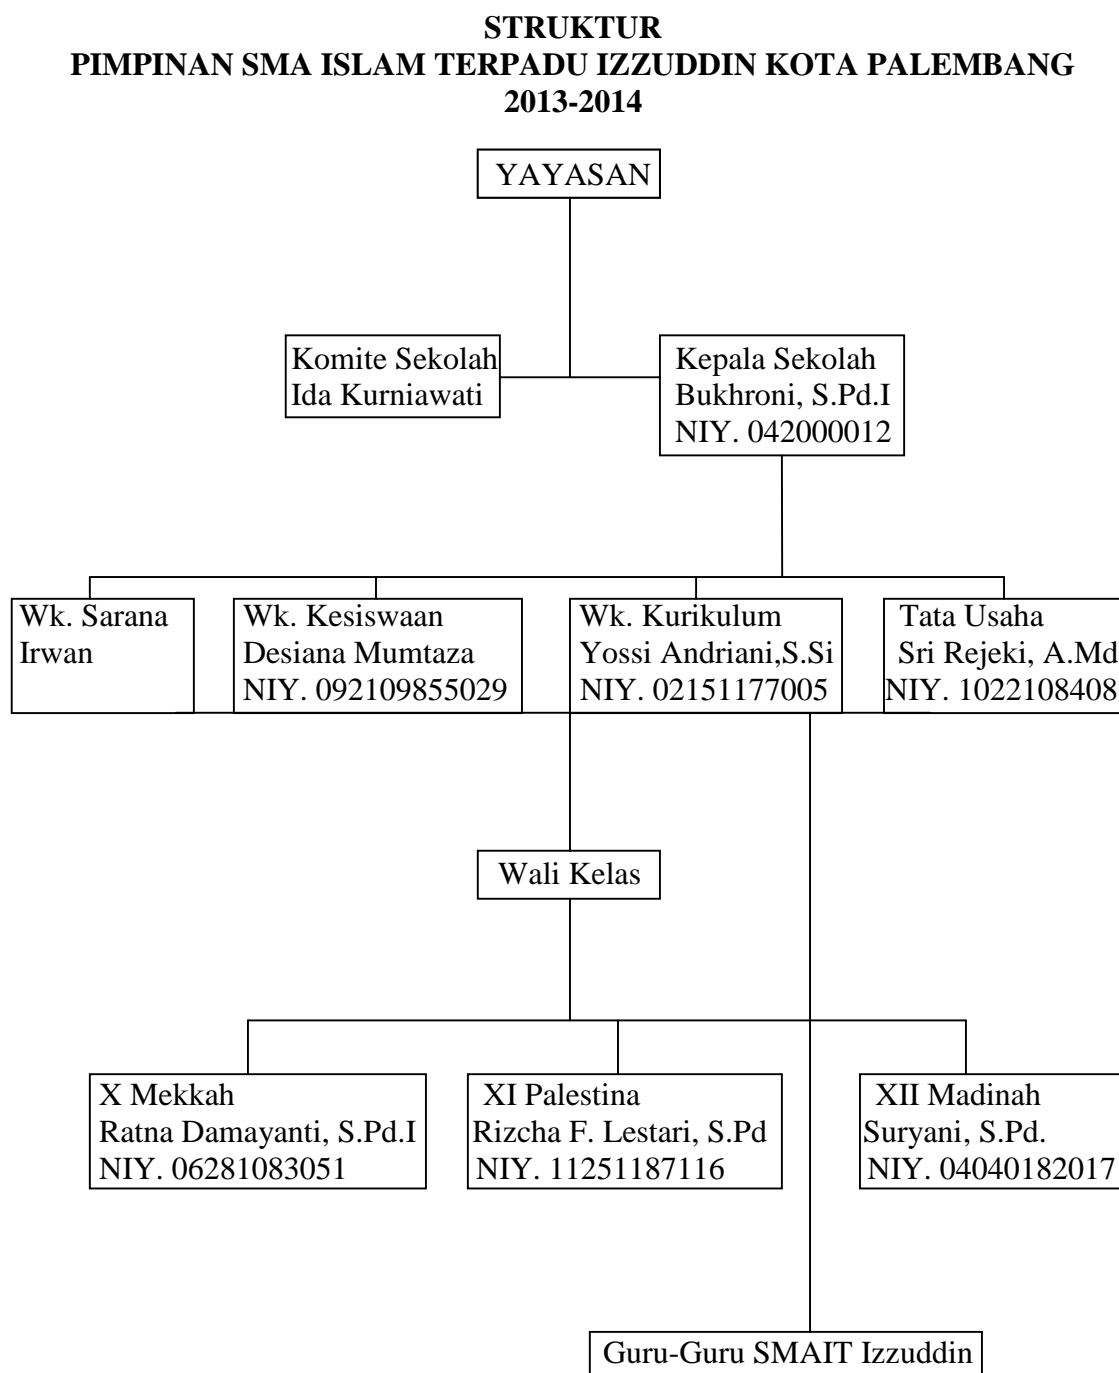 STRUKTUR
PIMPINAN SMA ISLAM TERPADU IZZUDDIN KOTA PALEMBANG
2013-2014
YAYASAN
Komite Sekolah
Ida Kurniawati
Kepala Sekolah
Bukhroni, S.Pd.I
NIY. 042000012
Wk. Sarana
Irwan
Wk. Kesiswaan
Desiana Mumtaza
NIY. 092109855029
Wk. Kurikulum
Yossi Andriani,S.Si
NIY. 02151177005
Tata Usaha
Sri Rejeki, A.Md
NIY. 1022108408
Wali Kelas
X Mekkah
Ratna Damayanti, S.Pd.I
NIY. 06281083051
XI Palestina
Rizcha F. Lestari, S.Pd
NIY. 11251187116
XII Madinah
Suryani, S.Pd.
NIY. 04040182017
Guru-Guru SMAIT Izzuddin